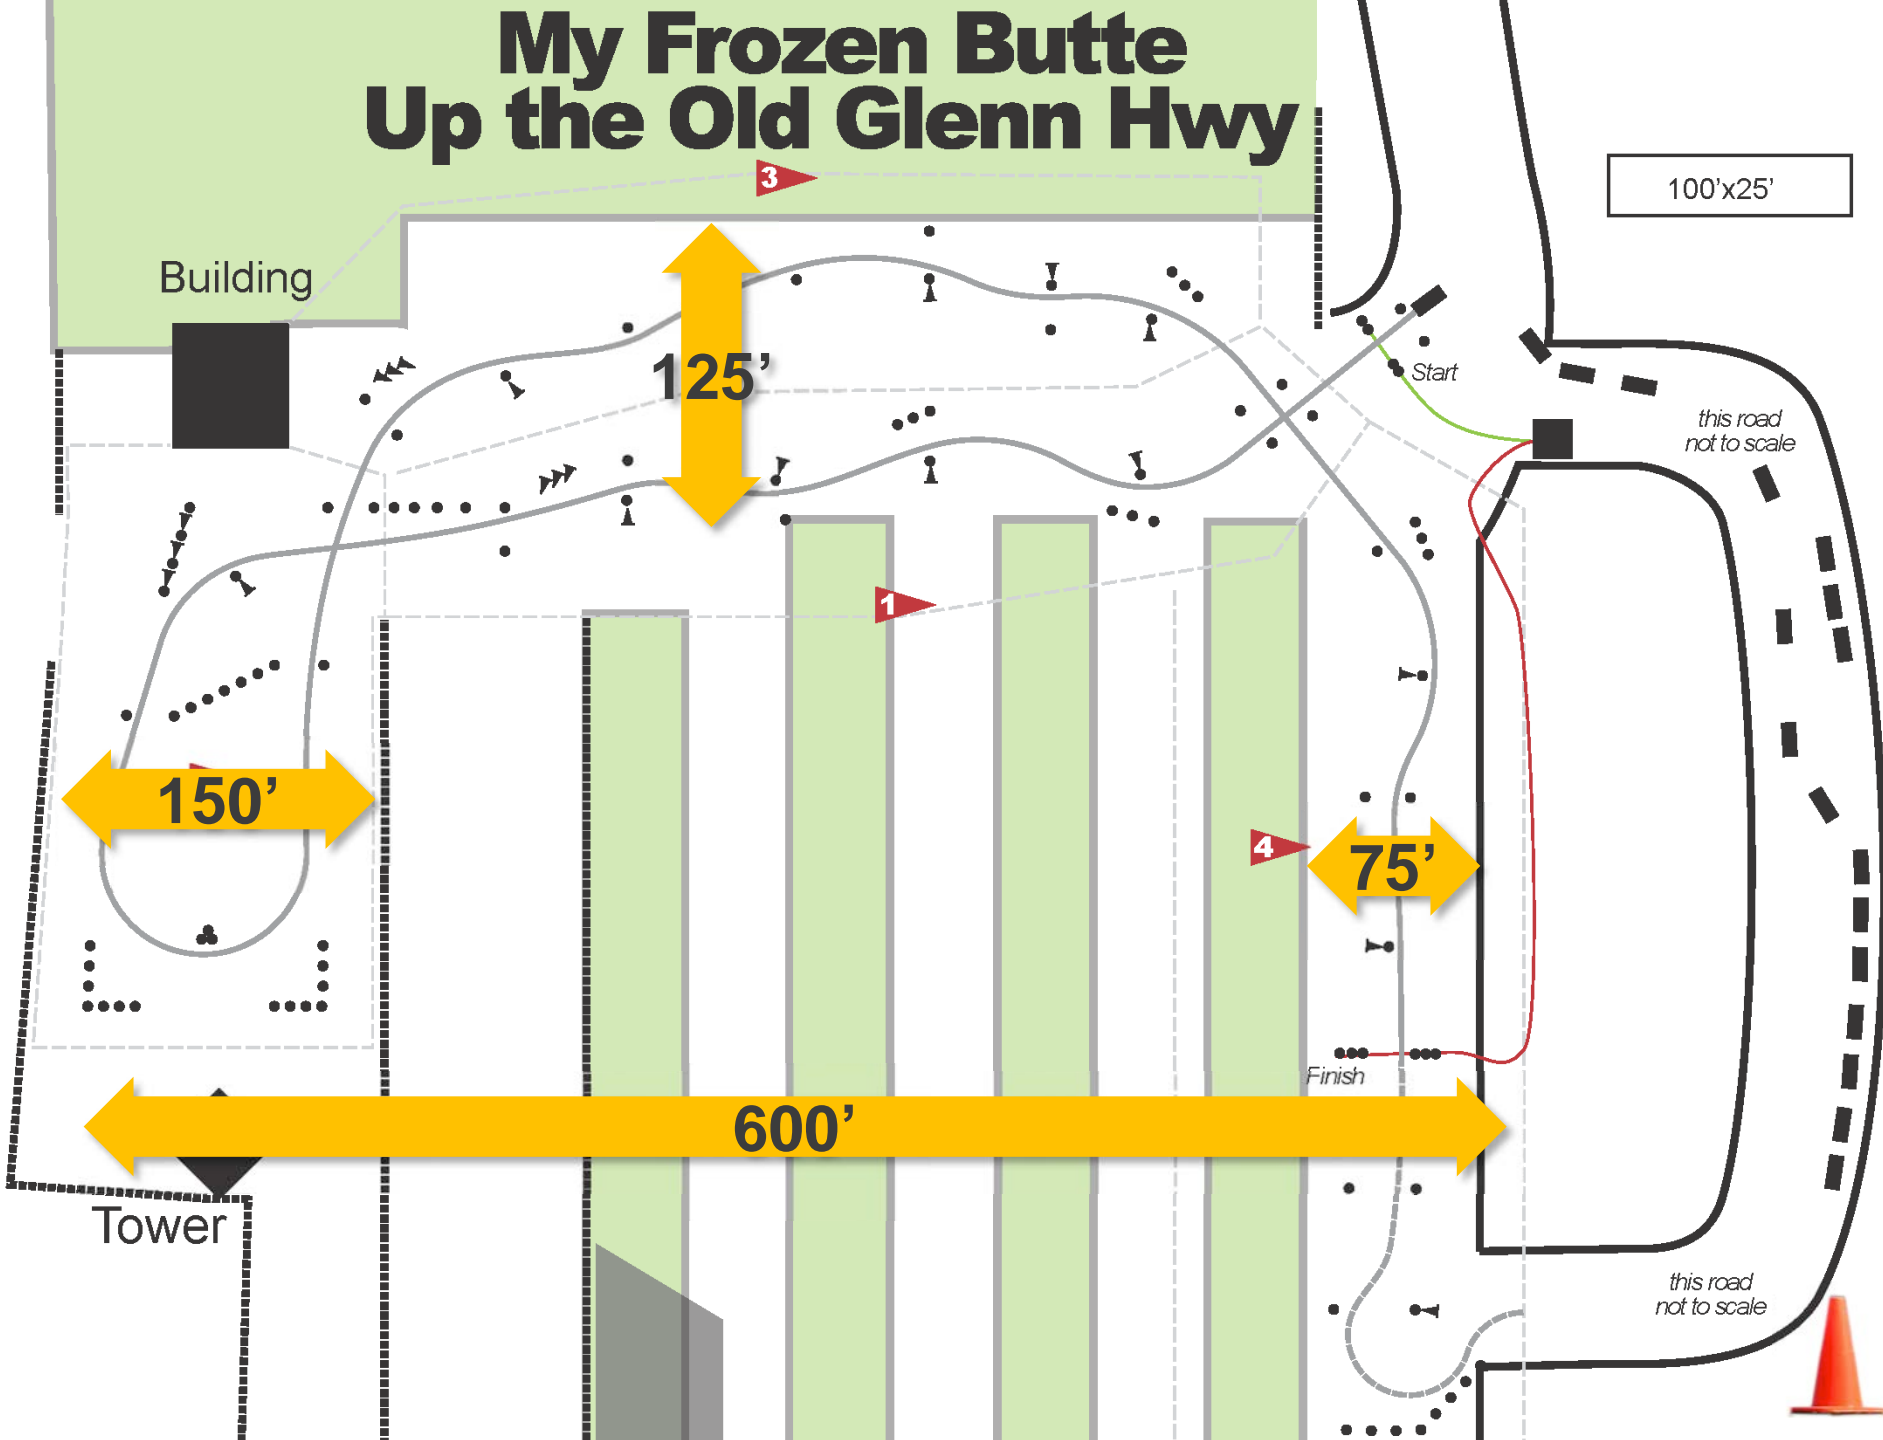 My Frozen Butte
Up the Old Glenn Hwy
3
100'x25'
Building
125’
Start
this road
not to scale
1
150’
4
75’
Finish
600’
Tower
this road
not to scale